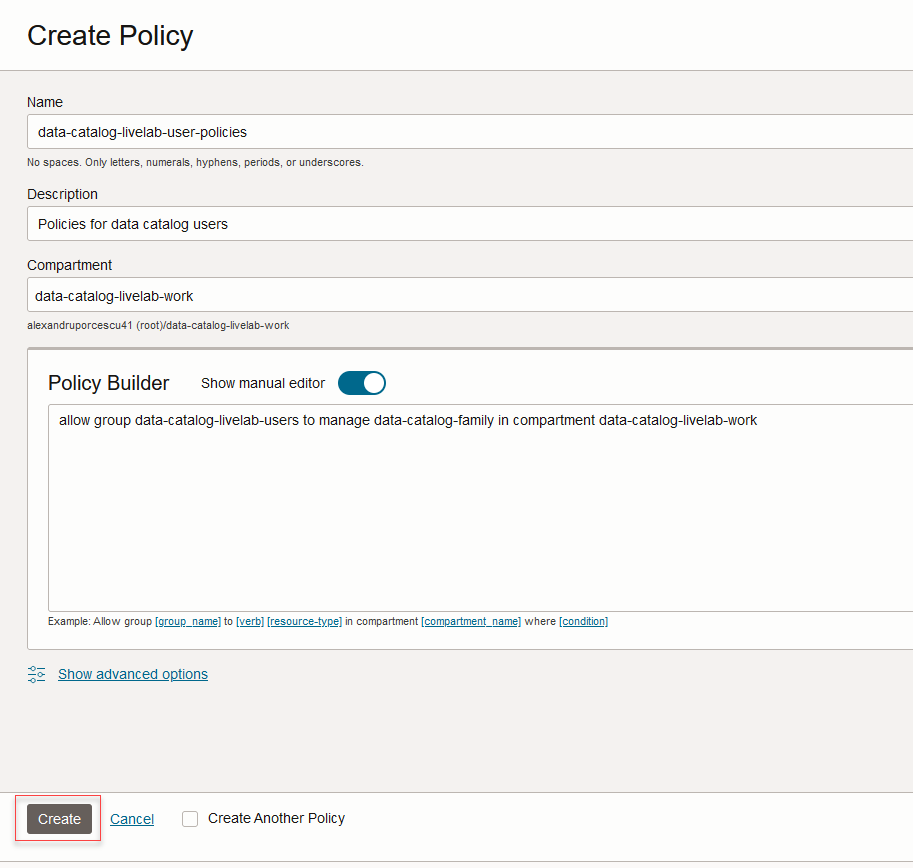 Create Policy
Name
data-catalog-livelab-user-policies
No spaces. Only letters, numerals, hyphens, periods, or underscores.
Description
Policies for data catalog users
Compartment
data-catalog-livelab-work
alexandruporcescu41 (root)/data-catalog-livelab-work
Policy Builder Show manual editor
allow group data-catalog-livelab-users to manage data-catalog-family in compartment data-catalog-livelab-work
Example: Allow group [group_name] to [verb] [resource-type] in compartment [compartment_name] where [condition]
Show advanced options
Create Cancel Create Another Policy